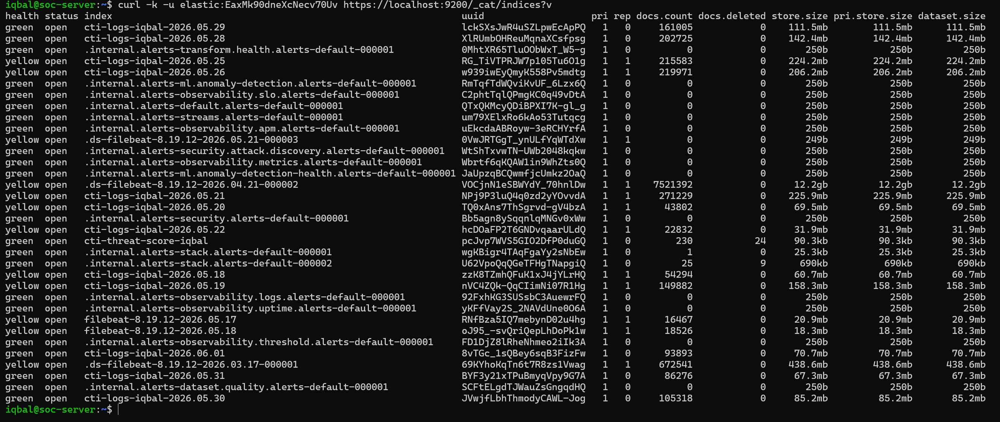 iqbal@soc-server:~$ curl -k -u elastic:EaxMk90dneXcNecv70Uv https://localhost:9200/_cat/indices?v
health status index uuid pri rep docs.count docs.deleted store.size pri.store.size dataset.size
green open cti-logs-iqbal-2026.05.29 lckSXsJwR4uSZLpwEcApPQ 1 0 161005 0 111.5mb 111.5mb 111.5mb
green open cti-logs-iqbal-2026.05.28 XlRUmbOHReuMqnaXCsfpsg 1 0 202725 0 142.4mb 142.4mb 142.4mb
green open .internal.alerts-transform.health.alerts-default-000001 0MhtXR65TluOObWxT_W5-g 1 0 0 0 250b 250b 250b
yellow open cti-logs-iqbal-2026.05.25 RG_TiVTPRJW7p105Tu6O1g 1 1 215583 0 224.2mb 224.2mb 224.2mb
yellow open cti-logs-iqbal-2026.05.26 w939iwEyQmyK558Pv5mdtg 1 1 219971 0 206.2mb 206.2mb 206.2mb
green open .internal.alerts-ml.anomaly-detection.alerts-default-000001 RmTqfTdWQviKvUF_6Lzx6Q 1 0 0 0 250b 250b 250b
green open .internal.alerts-observability.slo.alerts-default-000001 C2phtTqlQPmgKC0q49vDtA 1 0 0 0 250b 250b 250b
green open .internal.alerts-default.alerts-default-000001 QTxQKMcyQDiBPXI7K-gl_g 1 0 0 0 250b 250b 250b
green open .internal.alerts-streams.alerts-default-000001 um79XElxRo6kAo53Tutqcg 1 0 0 0 250b 250b 250b
green open .internal.alerts-observability.apm.alerts-default-000001 uEkcdaABRoyw-3eRCHYrfA 1 0 0 0 250b 250b 250b
yellow open .ds-filebeat-8.19.12-2026.05.21-000003 0VwJRTGgT_ynULfYqWTdXw 1 1 0 0 249b 249b 249b
green open .internal.alerts-security.attack.discovery.alerts-default-000001 WtShTxvwTN-UWb2048kqkw 1 0 0 0 250b 250b 250b
green open .internal.alerts-observability.metrics.alerts-default-000001 Wbrtf6qKQAW1in9WhZts0Q 1 0 0 0 250b 250b 250b
green open .internal.alerts-ml.anomaly-detection-health.alerts-default-000001 JaUpzqBCQwmfjcUmkz2OaQ 1 0 0 0 250b 250b 250b
yellow open .ds-filebeat-8.19.12-2026.04.21-000002 VOCjnN1eSBWYdY_70hnlDw 1 1 7521392 0 12.2gb 12.2gb 12.2gb
yellow open cti-logs-iqbal-2026.05.21 NPj9P3luQ4q0zd2yYOvvdA 1 1 271229 0 225.9mb 225.9mb 225.9mb
yellow open cti-logs-iqbal-2026.05.20 TQ0xAns7ThSgrvd-gV4bzA 1 1 43802 0 69.5mb 69.5mb 69.5mb
green open .internal.alerts-security.alerts-default-000001 Bb5agn8ySqqnlqMNGv0xWw 1 0 0 0 250b 250b 250b
yellow open cti-logs-iqbal-2026.05.22 hcDOaFP2T6GNDvqaarULdQ 1 1 22832 0 31.9mb 31.9mb 31.9mb
green open cti-threat-score-iqbal pcJvp7WVS5GIO2DfP0duGQ 1 0 230 24 90.3kb 90.3kb 90.3kb
green open .internal.alerts-stack.alerts-default-000001 wgKBigr4TAqFgaYy2sNbEw 1 0 1 0 25.3kb 25.3kb 25.3kb
green open .internal.alerts-stack.alerts-default-000002 U62VpoQqQGeTFHgTNapgiQ 1 0 25 9 690kb 690kb 690kb
yellow open cti-logs-iqbal-2026.05.18 zzK8TZmhQFuK1xJ4jYLrHQ 1 1 54294 0 60.7mb 60.7mb 60.7mb
yellow open cti-logs-iqbal-2026.05.19 nVC4ZQk-QqCIimNi07R1Hg 1 1 149882 0 158.3mb 158.3mb 158.3mb
green open .internal.alerts-observability.logs.alerts-default-000001 92FxhKG3SUSsbC3AuewrFQ 1 0 0 0 250b 250b 250b
green open .internal.alerts-observability.uptime.alerts-default-000001 yKFfVay2S_2NAVdUne0O6A 1 0 0 0 250b 250b 250b
yellow open filebeat-8.19.12-2026.05.17 RNfBza5IQ7mebynD02u4hg 1 1 16467 0 20.9mb 20.9mb 20.9mb
yellow open filebeat-8.19.12-2026.05.18 oJ95_-svQriQepLhDoPk1w 1 1 18526 0 18.3mb 18.3mb 18.3mb
green open .internal.alerts-observability.threshold.alerts-default-000001 FD1DjZ8lRheNhmeo2iIk3A 1 0 0 0 250b 250b 250b
green open cti-logs-iqbal-2026.06.01 8vTGc_1sQBey6sqB3FizFw 1 0 93893 0 70.7mb 70.7mb 70.7mb
yellow open .ds-filebeat-8.19.12-2026.03.17-000001 69KYhoKqTn6t7R8zs1Vwag 1 1 672541 0 438.6mb 438.6mb 438.6mb
green open cti-logs-iqbal-2026.05.31 BYF3y21xTPuBmyqVpy9G7A 1 0 86276 0 67.3mb 67.3mb 67.3mb
green open .internal.alerts-dataset.quality.alerts-default-000001 SCFtELgdTJWauZsGngqdHQ 1 0 0 0 250b 250b 250b
green open cti-logs-iqbal-2026.05.30 JVwjfLbhThmodyCAWL-Jog 1 0 105318 0 85.2mb 85.2mb 85.2mb
iqbal@soc-server:~$